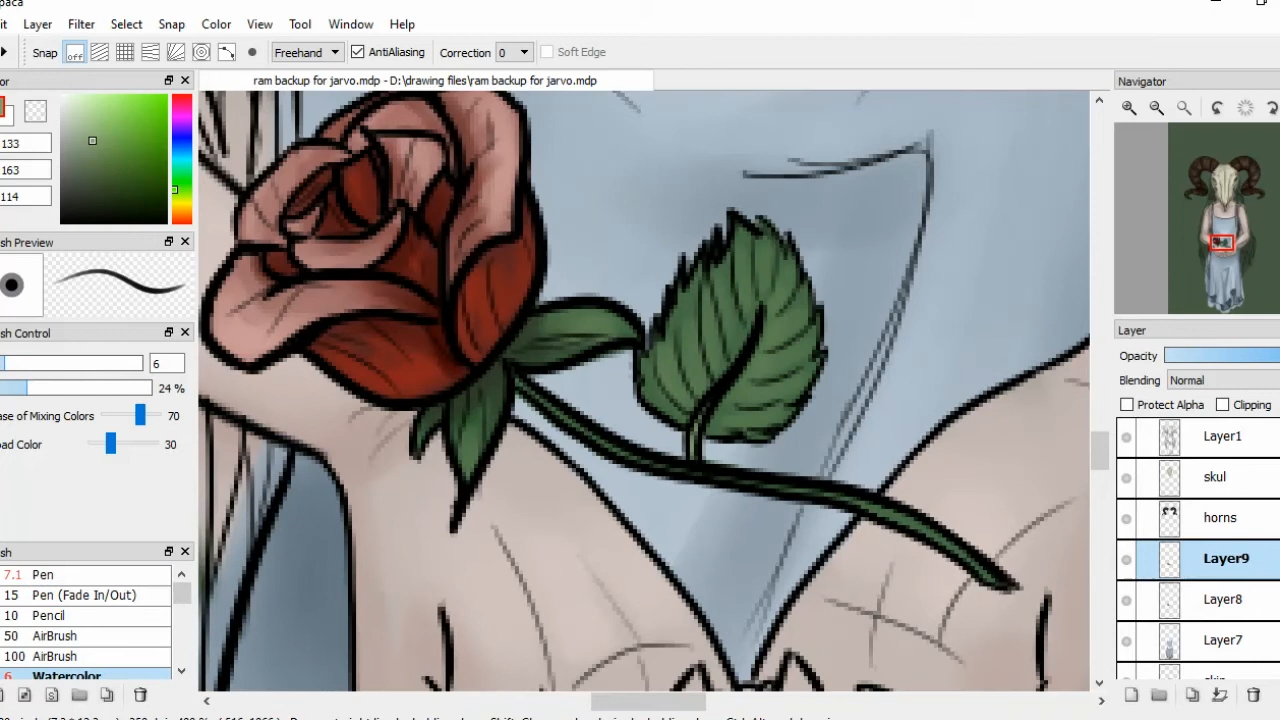 paca
it Layer Filter Select Snap Color View Tool Window Help
Snap off Freehand AntiAliasing Correction 0 Soft Edge
or ram backup for jarvo.mdp - D:\drawing files\ram backup for jarvo.mdp Navigator
133
163
114
sh Preview
sh Control
6
24 %
ase of Mixing Colors 70
oad Color 30
sh
7.1 Pen
15 Pen (Fade In/Out)
10 Pencil
50 AirBrush
100 AirBrush
6 Watercolor
Layer
Opacity
Blending Normal
Protect Alpha Clipping
Layer1
skul
horns
Layer9
Layer8
Layer7